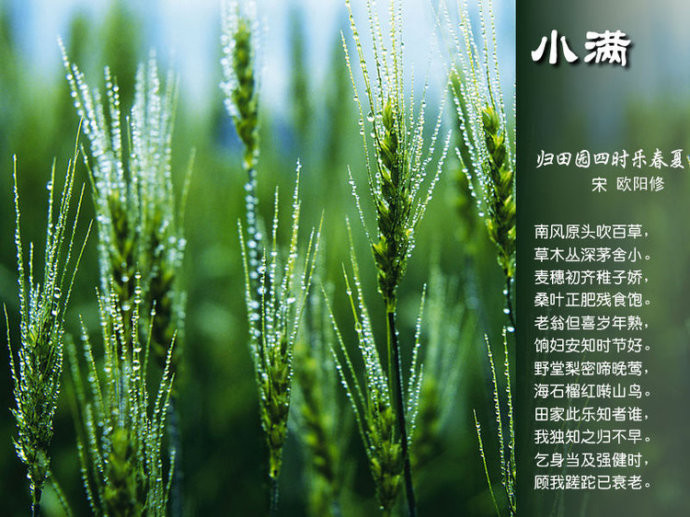 小满
归田园四时乐春夏
宋 欧阳修
南风原头吹百草，
草木丛深茅舍小。
麦穗初齐稚子娇，
桑叶正肥残食饱。
老翁但喜岁年熟，
饷妇安知时节好。
野堂梨密啼晚莺，
海石榴红啭山鸟。
田家此乐知者谁，
我独知之归不早。
乞身当及强健时，
顾我蹉跎已衰老。